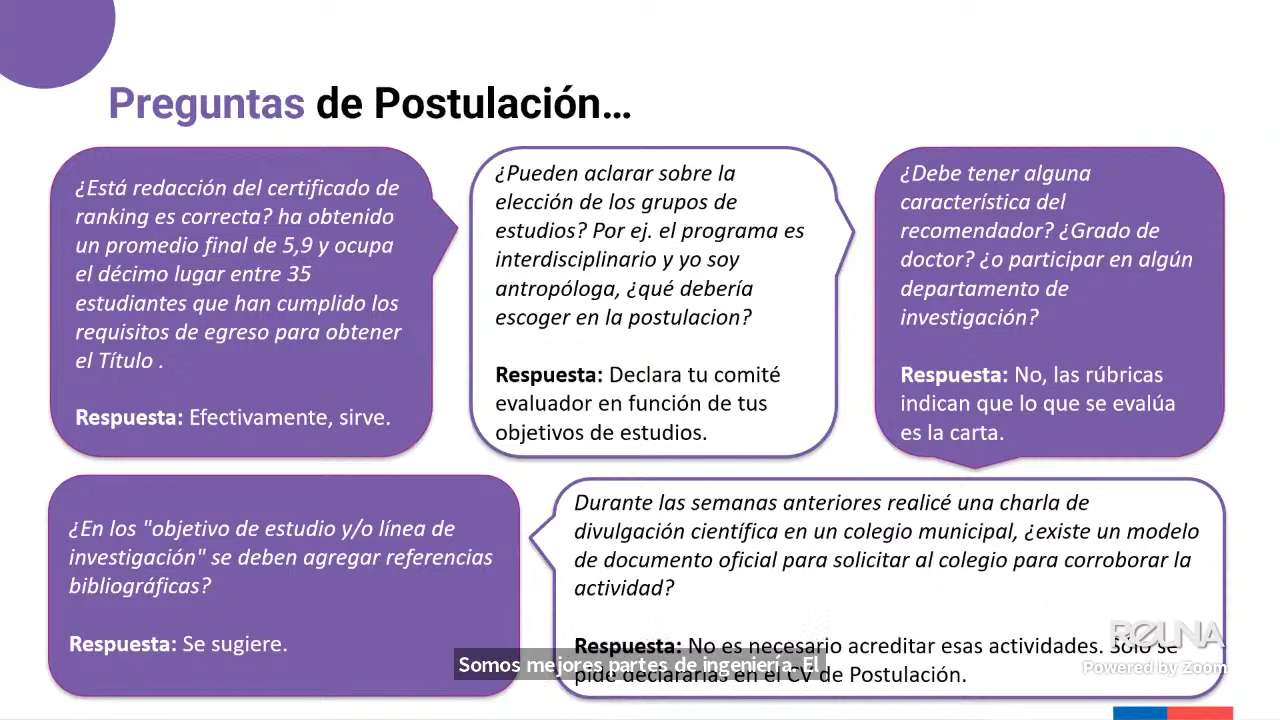 Preguntas de Postulación...
¿Está redacción del certificado de
ranking es correcta? ha obtenido
un promedio final de 5,9 y ocupa
el décimo lugar entre 35
estudiantes que han cumplido los
requisitos de egreso para obtener
el Título .
Respuesta: Efectivamente, sirve.
¿Pueden aclarar sobre la
elección de los grupos de
estudios? Por ej. el programa es
interdisciplinario y yo soy
antropóloga, ¿qué debería
escoger en la postulacion?
Respuesta: Declara tu comité
evaluador en función de tus
objetivos de estudios.
¿Debe tener alguna
característica del
recomendador? ¿Grado de
doctor? ¿o participar en algún
departamento de
investigación?
Respuesta: No, las rúbricas
indican que lo que se evalúa
es la carta.
¿En los "objetivo de estudio y/o línea de
investigación" se deben agregar referencias
bibliográficas?
Respuesta: Se sugiere.
Durante las semanas anteriores realicé una charla de
divulgación científica en un colegio municipal, ¿existe un modelo
de documento oficial para solicitar al colegio para corroborar la
actividad?
Respuesta: No es necesario acreditar esas actividades. Sólo se
pide declararlas en el CV de Postulación.
Somos mejores partes de ingeniería. El
REUNA
Powered by Zoom